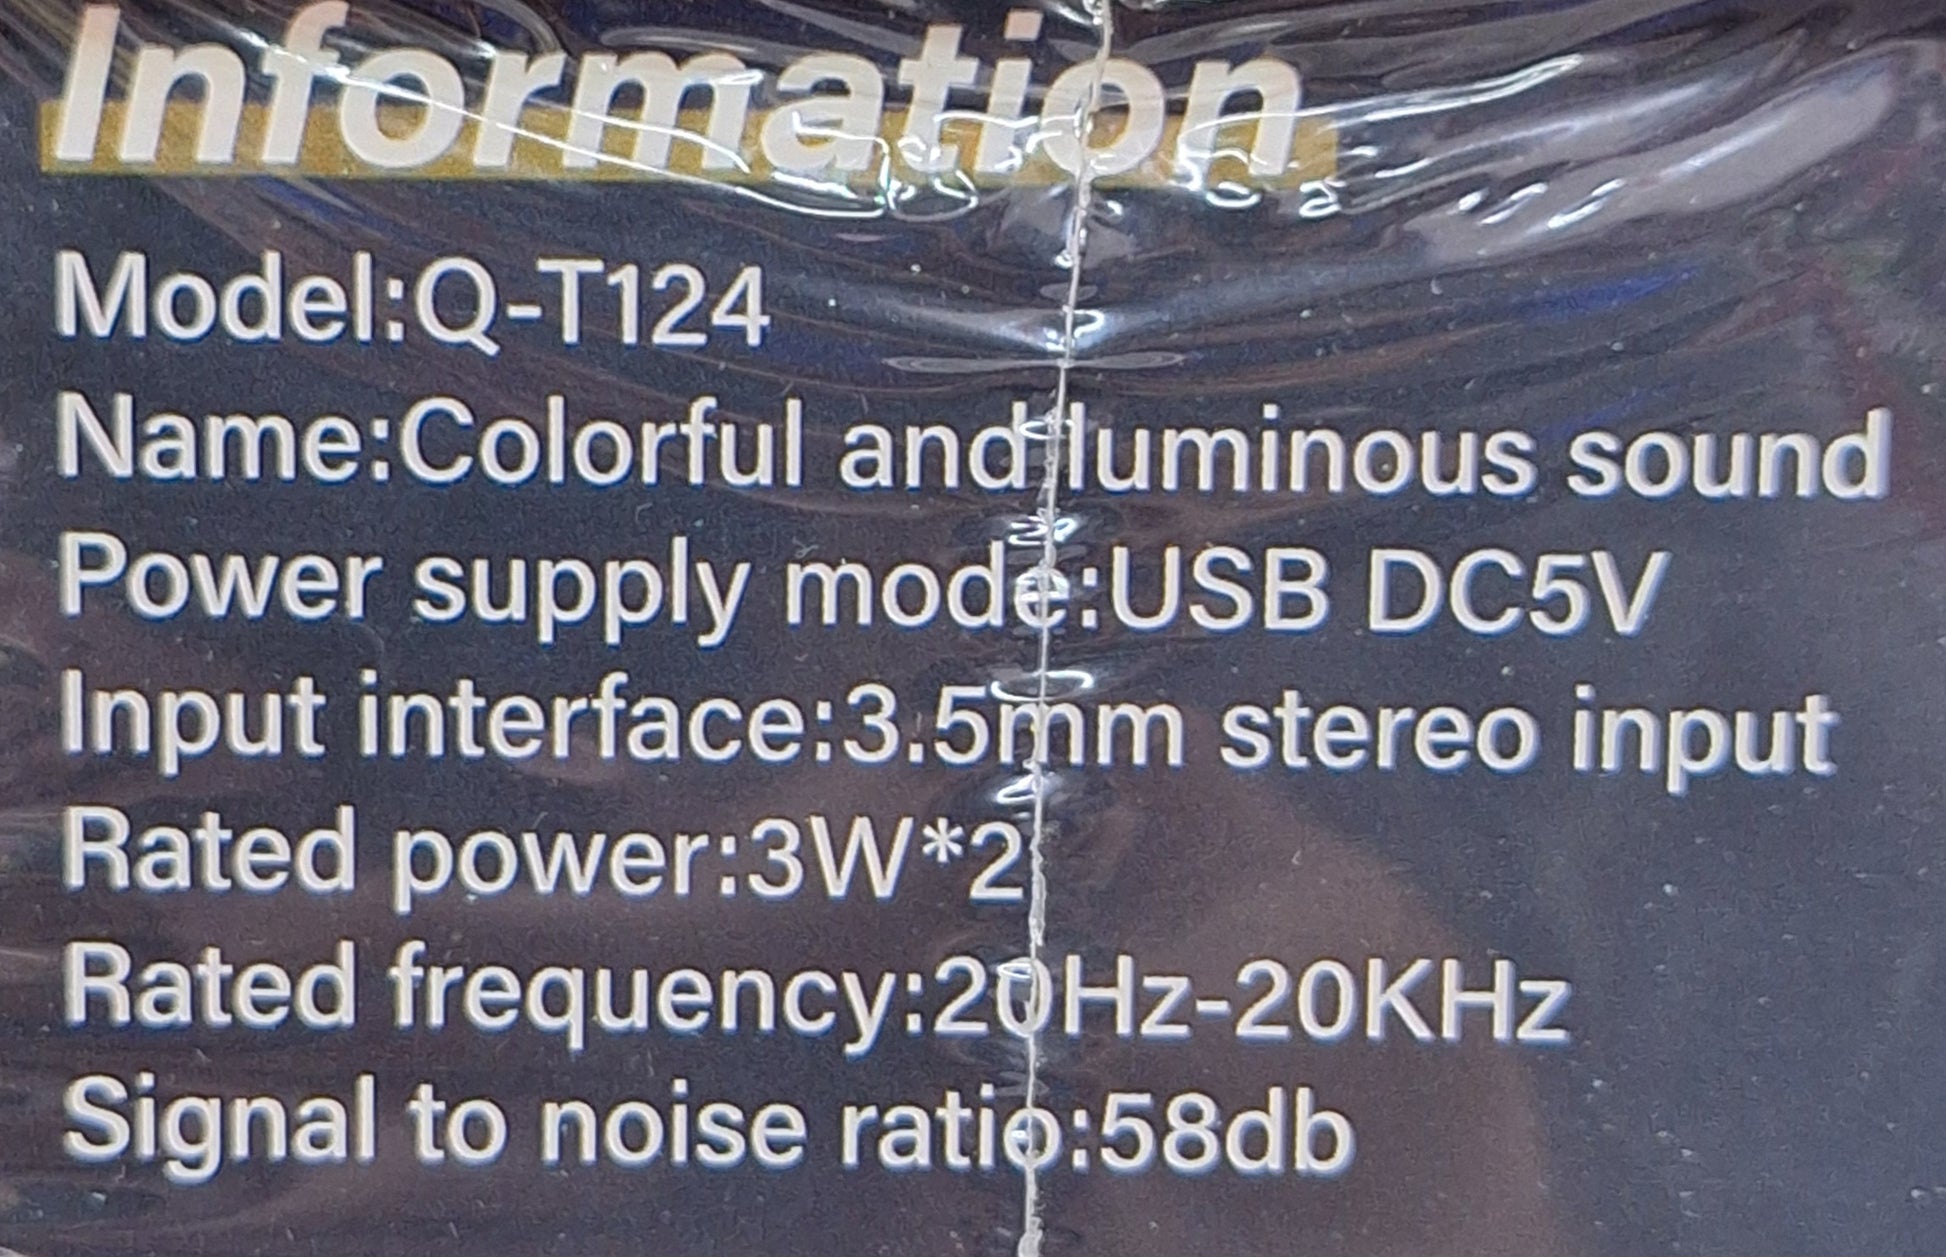 Information
Model:Q-T124
Name:Colorful and luminous sound
Power supply mode:USB DC5V
Input interface:3.5mm stereo input
Rated power:3W*2
Rated frequency:20Hz-20KHz
Signal to noise ratio:58db